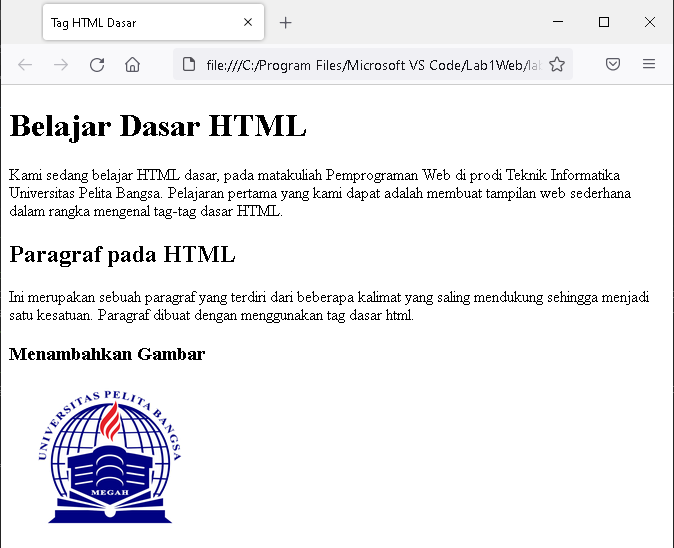 Tag HTML Dasar
file:///C:/Program Files/Microsoft VS Code/Lab1Web/lab
Belajar Dasar HTML
Kami sedang belajar HTML dasar, pada matakuliah Pemprograman Web di prodi Teknik Informatika
Universitas Pelita Bangsa. Pelajaran pertama yang kami dapat adalah membuat tampilan web sederhana
dalam rangka mengenal tag-tag dasar HTML.
Paragraf pada HTML
Ini merupakan sebuah paragraf yang terdiri dari beberapa kalimat yang saling mendukung sehingga menjadi
satu kesatuan. Paragraf dibuat dengan menggunakan tag dasar html.
Menambahkan Gambar
UNIVERSITAS PELITA BANGSA
MEGAH